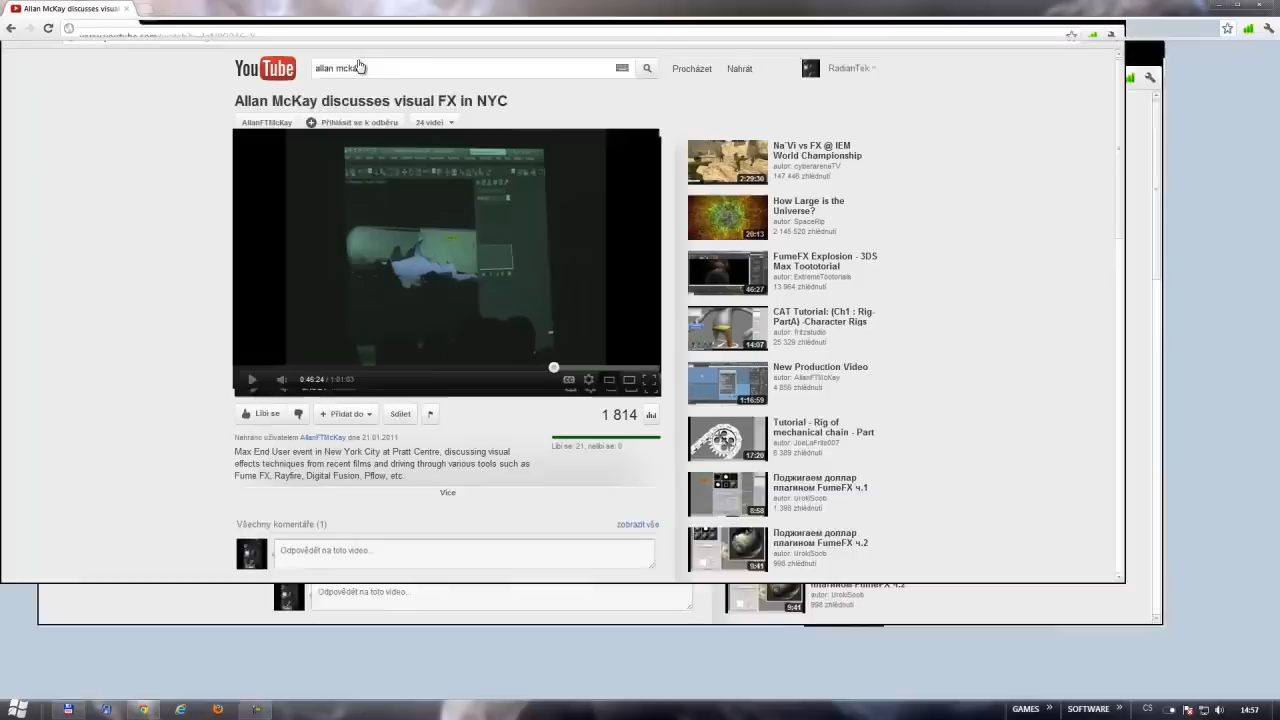 Allan McKay discusses visual
YouTube
allan mcka
Procházet
Nahrát
RadianTek
Allan McKay discusses visual FX in NYC
AllanFTMcKay
Přihlásit se k odběru
24 videí
0:46:24 / 1:01:03
Líbí se
Přidat do
Sdílet
1 814
Nahráno uživatelem AllanFTMcKay dne 21.01.2011
Líbí se: 21, nelíbí se: 0
Max End User event in New York City at Pratt Centre, discussing visual
effects techniques from recent films and driving through various tools such as
Fume FX, Rayfire, Digital Fusion, Pflow, etc
Více
Všechny komentáře (1)
zobrazit vše
Odpovědět na toto video...
Na`Vi vs FX @ IEM
World Championship
autor: cyberarenaTV
147 446 zhlédnutí
2:29:30
How Large is the
Universe?
autor: SpaceRip
2 145 520 zhlédnutí
20:13
FumeFX Explosion - 3DS
Max Toototorial
autor: ExtremeTootorials
13 964 zhlédnutí
46:27
CAT Tutorial: (Ch1 : Rig-
PartA) -Character Rigs
autor: fritzstudio
25 329 zhlédnutí
14:07
New Production Video
autor: AllanFTMcKay
4 856 zhlédnutí
1:16:59
Tutorial - Rig of
mechanical chain - Part
autor: JoeLaFrite007
6 389 zhlédnutí
17:20
Поджигаем доллар
плагином FumeFX ч.1
autor: UrokiSoob
1 398 zhlédnutí
8:58
Поджигаем доллар
плагином FumeFX ч.2
autor: UrokiSoob
998 zhlédnutí
9:41
Odpovědět na toto video...
плагином FumeFX ч.2
autor: UrokiSoob
998 zhlédnutí
9:41
GAMES
SOFTWARE
CS
14:57